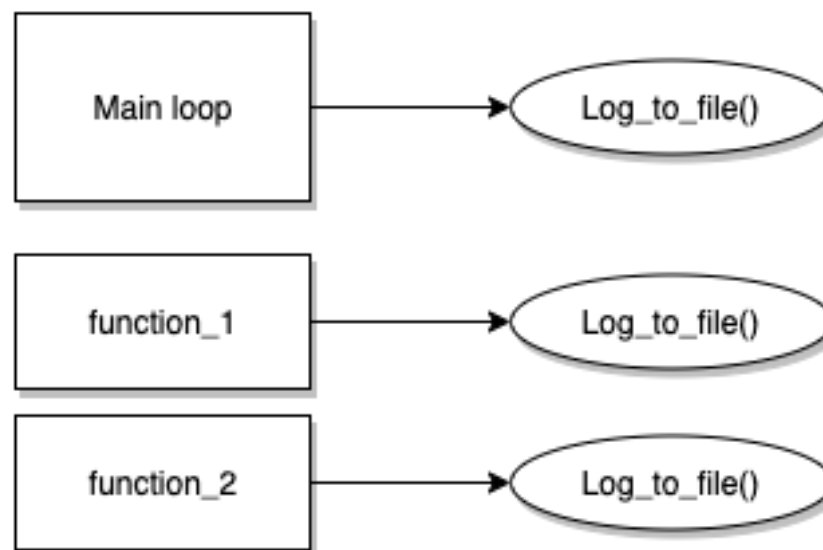 Main loop
Log_to_file()
function_1
Log_to_file()
function_2
Log_to_file()